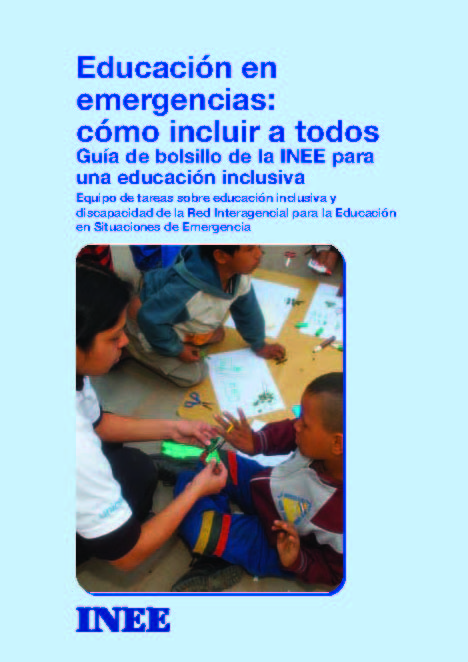 Educación en
emergencias:
cómo incluir a todos
Guía de bolsillo de la INEE para
una educación inclusiva
Equipo de tareas sobre educación inclusiva y
discapacidad de la Red Interagencial para la Educación
en Situaciones de Emergencia
INEE